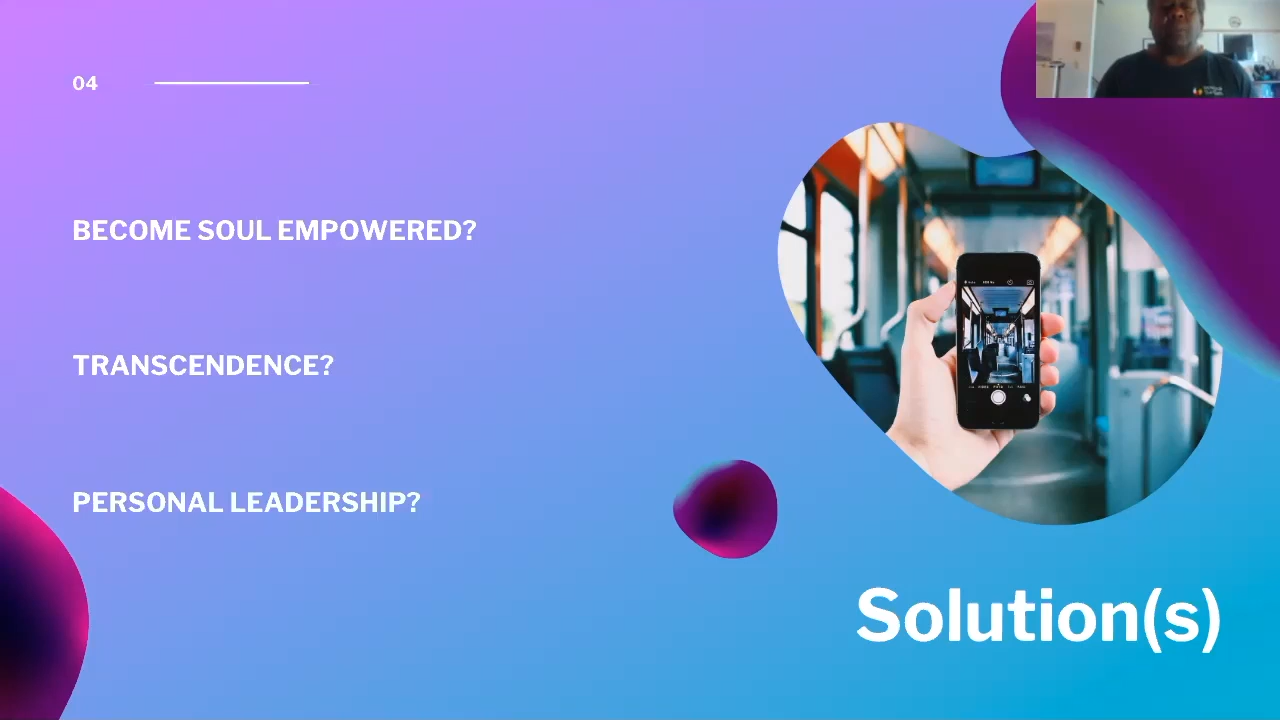 04
BECOME SOUL EMPOWERED?
TRANSCENDENCE?
PERSONAL LEADERSHIP?
Solution(s)